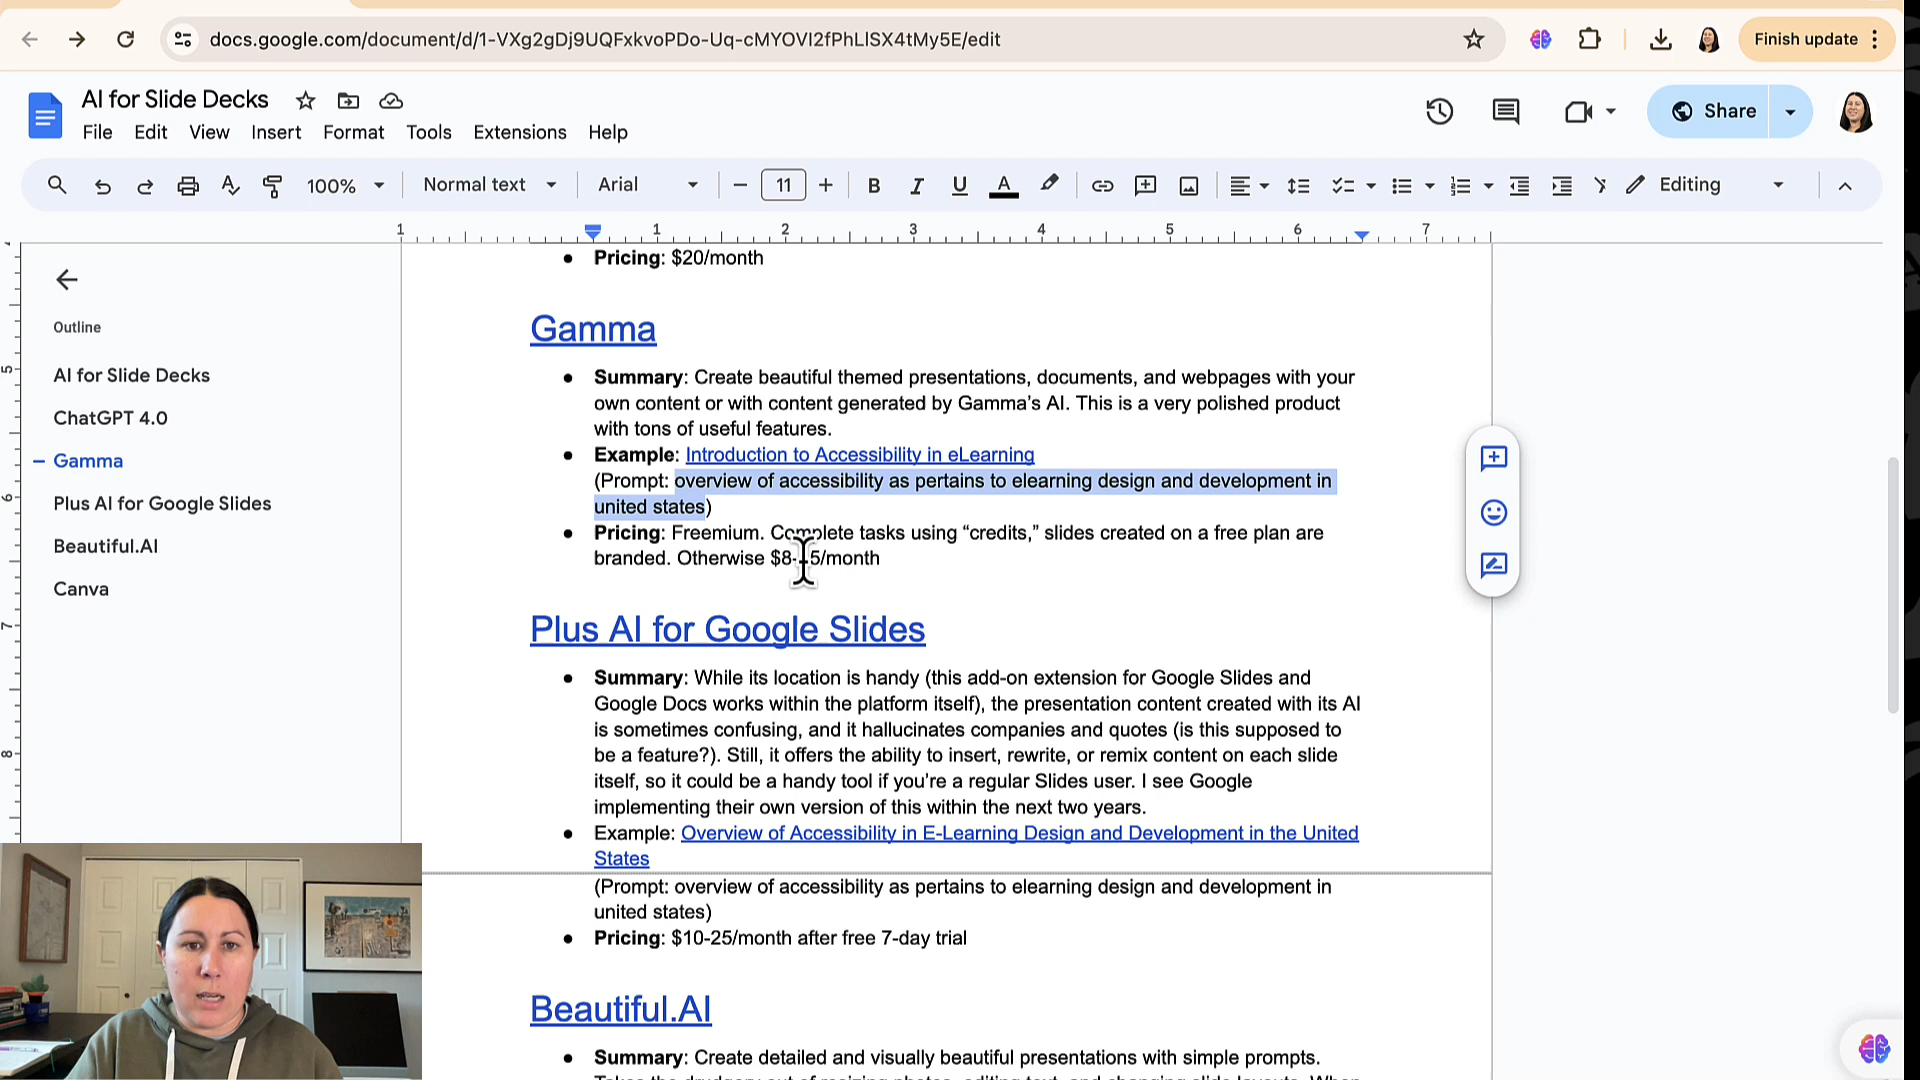 docs.google.com/document/d/1-VXg2gDj9UQFxkvoPDo-Uq-cMYOVI2fPhLlSX4tMy5E/edit
Finish update
AI for Slide Decks
File Edit View Insert Format Tools Extensions Help
Share
100% Normal text Arial 11 Editing
1 1 2 3 4 5 6 7
Outline
AI for Slide Decks
ChatGPT 4.0
Gamma
Plus AI for Google Slides
Beautiful.AI
Canva
5
6
7
8
Pricing: $20/month
Gamma
Summary: Create beautiful themed presentations, documents, and webpages with your
own content or with content generated by Gamma’s AI. This is a very polished product
with tons of useful features.
Example: Introduction to Accessibility in eLearning
(Prompt: overview of accessibility as pertains to elearning design and development in
united states)
Pricing: Freemium. Complete tasks using “credits,” slides created on a free plan are
branded. Otherwise $8-15/month
Plus AI for Google Slides
Summary: While its location is handy (this add-on extension for Google Slides and
Google Docs works within the platform itself), the presentation content created with its AI
is sometimes confusing, and it hallucinates companies and quotes (is this supposed to
be a feature?). Still, it offers the ability to insert, rewrite, or remix content on each slide
itself, so it could be a handy tool if you’re a regular Slides user. I see Google
implementing their own version of this within the next two years.
Example: Overview of Accessibility in E-Learning Design and Development in the United
States
(Prompt: overview of accessibility as pertains to elearning design and development in
united states)
Pricing: $10-25/month after free 7-day trial
Beautiful.AI
Summary: Create detailed and visually beautiful presentations with simple prompts.